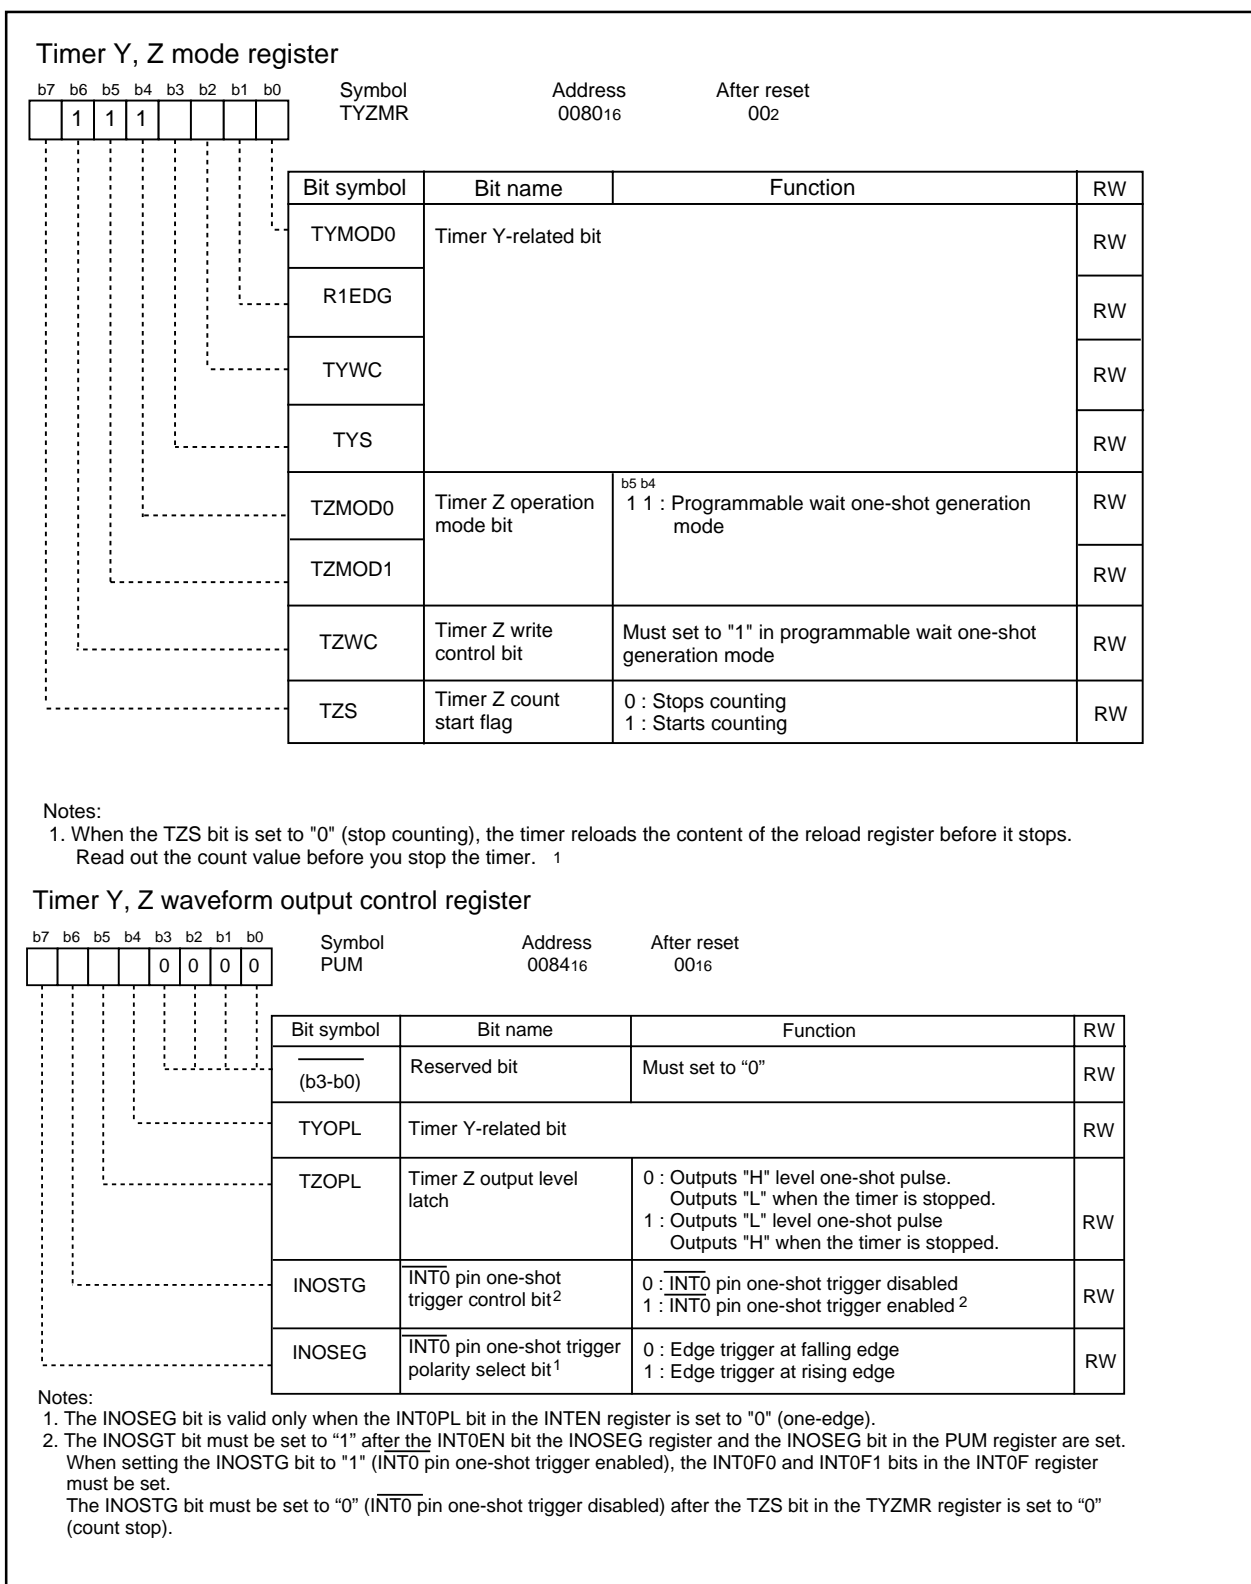 Timer Y, Z mode register
b7 b6 b5 b4 b3 b2 b1 b0
Symbol Address After reset
TYZMR 008016 002
1 1 1
Bit symbol Bit name Function RW
TYMOD0 Timer Y-related bit RW
R1EDG RW
TYWC RW
TYS RW
b5 b4
TZMOD0 Timer Z operation 1 1 : Programmable wait one-shot generation RW
mode bit mode
TZMOD1 RW
TZWC Timer Z write Must set to "1" in programmable wait one-shot RW
control bit generation mode
TZS Timer Z count 0 : Stops counting RW
start flag 1 : Starts counting
Notes:
1. When the TZS bit is set to "0" (stop counting), the timer reloads the content of the reload register before it stops.
Read out the count value before you stop the timer. 1
Timer Y, Z waveform output control register
b7 b6 b5 b4 b3 b2 b1 b0
Symbol Address After reset
PUM 008416 0016
0 0 0 0
Bit symbol Bit name Function RW
(b3-b0) Reserved bit Must set to “0” RW
TYOPL Timer Y-related bit RW
TZOPL Timer Z output level 0 : Outputs "H" level one-shot pulse.
latch Outputs "L" when the timer is stopped.
1 : Outputs "L" level one-shot pulse RW
Outputs "H" when the timer is stopped.
INOSTG INT0 pin one-shot 0 : INT0 pin one-shot trigger disabled RW
trigger control bit2 1 : INT0 pin one-shot trigger enabled 2
INOSEG INT0 pin one-shot trigger 0 : Edge trigger at falling edge RW
polarity select bit1 1 : Edge trigger at rising edge
Notes:
1. The INOSEG bit is valid only when the INT0PL bit in the INTEN register is set to "0" (one-edge).
2. The INOSGT bit must be set to “1” after the INT0EN bit the INOSEG register and the INOSEG bit in the PUM register are set.
When setting the INOSTG bit to "1" (INT0 pin one-shot trigger enabled), the INT0F0 and INT0F1 bits in the INT0F register
must be set.
The INOSTG bit must be set to “0” (INT0 pin one-shot trigger disabled) after the TZS bit in the TYZMR register is set to “0”
(count stop).